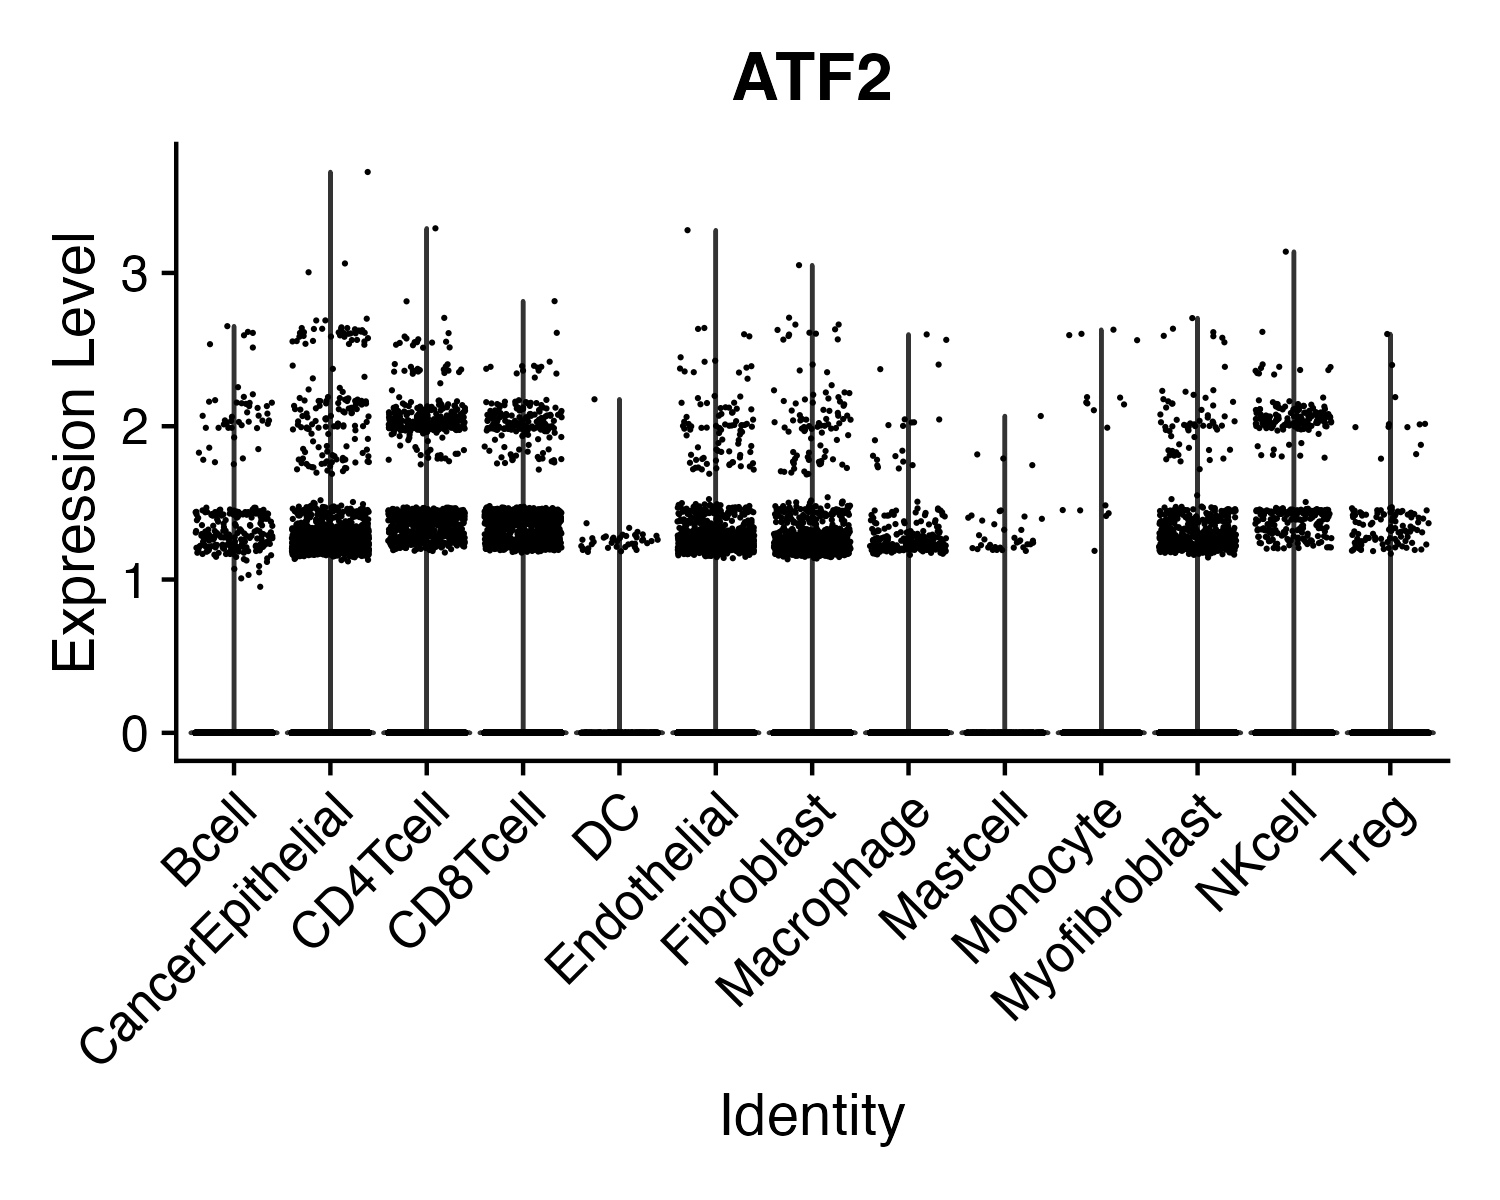 ATF2
Expression Level
3
2
1
0
Bcell
CancerEpithelial
CD4Tcell
CD8Tcell
DC
Endothelial
Fibroblast
Macrophage
Mastcell
Monocyte
Myofibroblast
NKcell
Treg
Identity